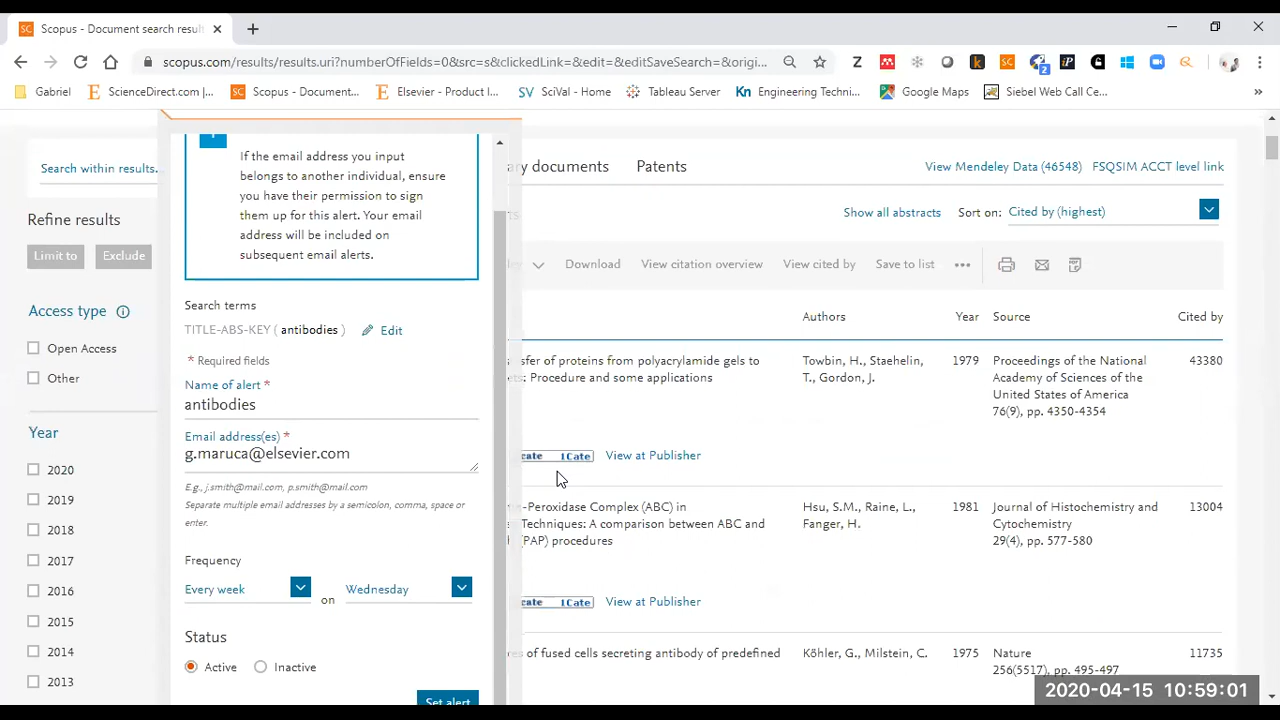 SC Scopus - Document search result
scopus.com/results/results.uri?numberOfFields=0&src=s&clickedLink=&edit=&editSaveSearch=&origi...
Gabriel ScienceDirect.com |... Scopus - Document... Elsevier - Product I... SV SciVal - Home Tableau Server Kn Engineering Techni... Google Maps Siebel Web Call Ce... »
Search within results...
Refine results
Limit to Exclude
Access type
Open Access
Other
Year
2020
2019
2018
2017
2016
2015
2014
2013
If the email address you input
belongs to another individual, ensure
you have their permission to sign
them up for this alert. Your email
address will be included on
subsequent email alerts.
Search terms
TITLE-ABS-KEY ( antibodies ) Edit
* Required fields
Name of alert *
antibodies
Email address(es) *
g.maruca@elsevier.com
E.g., j.smith@mail.com, p.smith@mail.com
Separate multiple email addresses by a semicolon, comma, space or
enter.
Frequency
Every week on Wednesday
Status
Active Inactive
Set alert
ry documents Patents View Mendeley Data (46548) FSQSIM ACCT level link
Show all abstracts Sort on: Cited by (highest)
Download View citation overview View cited by Save to list •••
Authors Year Source Cited by
sfer of proteins from polyacrylamide gels to
ts: Procedure and some applications
Towbin, H., Staehelin,
T., Gordon, J.
1979
Proceedings of the National
Academy of Sciences of the
United States of America
76(9), pp. 4350-4354
43380
cate 1Cate View at Publisher
-Peroxidase Complex (ABC) in
Techniques: A comparison between ABC and
(PAP) procedures
Hsu, S.M., Raine, L.,
Fanger, H.
1981
Journal of Histochemistry and
Cytochemistry
29(4), pp. 577-580
13004
cate 1Cate View at Publisher
es of fused cells secreting antibody of predefined
Köhler, G., Milstein, C.
1975
Nature
256(5517), pp. 495-497
11735
2020-04-15 10:59:01